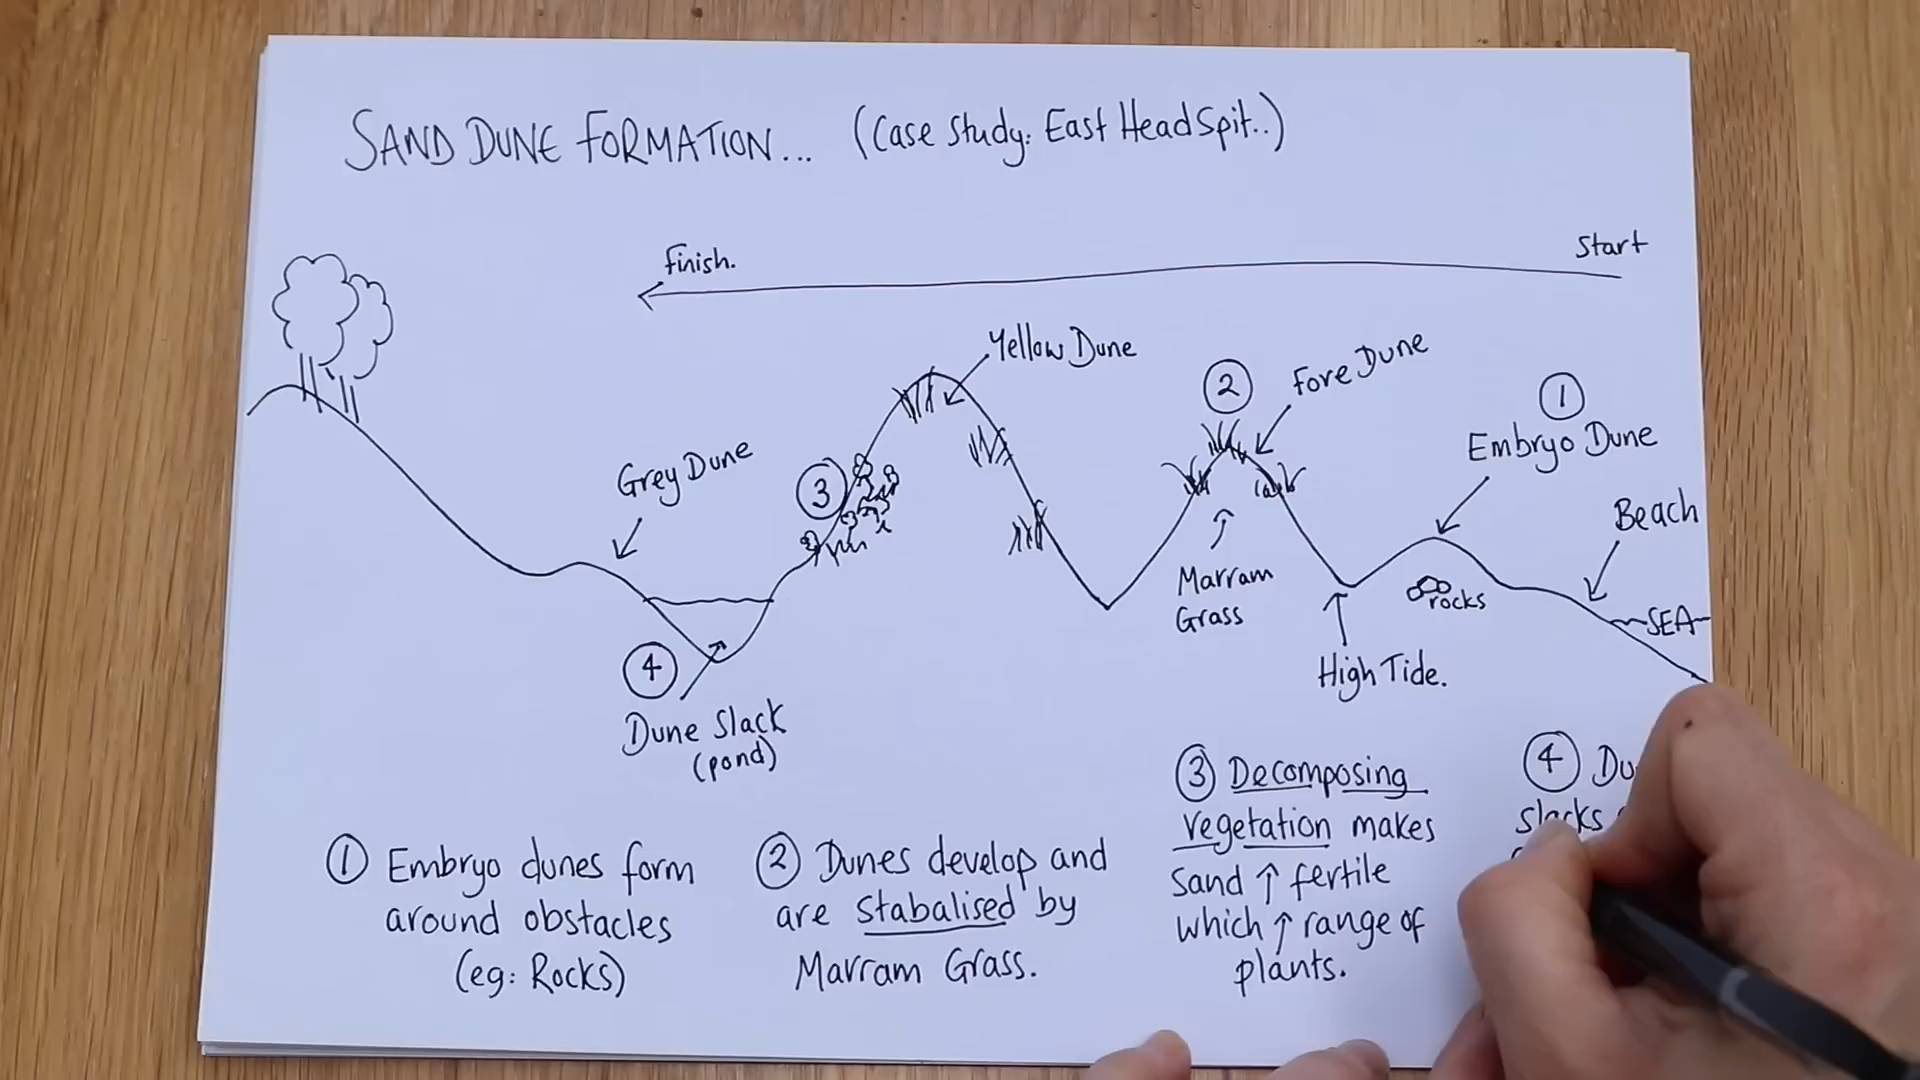 SAND DUNE FORMATION... (Case Study: East Head Spit..)
finish.
Start
Yellow Dune
2
Fore Dune
1
Embryo Dune
Grey Dune
3
Beach
Marram
Grass
rocks
SEA
High Tide.
4
Dune Slack
(pond)
1 Embryo dunes form
around obstacles
(eg: Rocks)
2 Dunes develop and
are Stabalised by
Marram Grass.
3 Decomposing
vegetation makes
Sand ↑ fertile
which ↑ range of
plants.
4
slacks